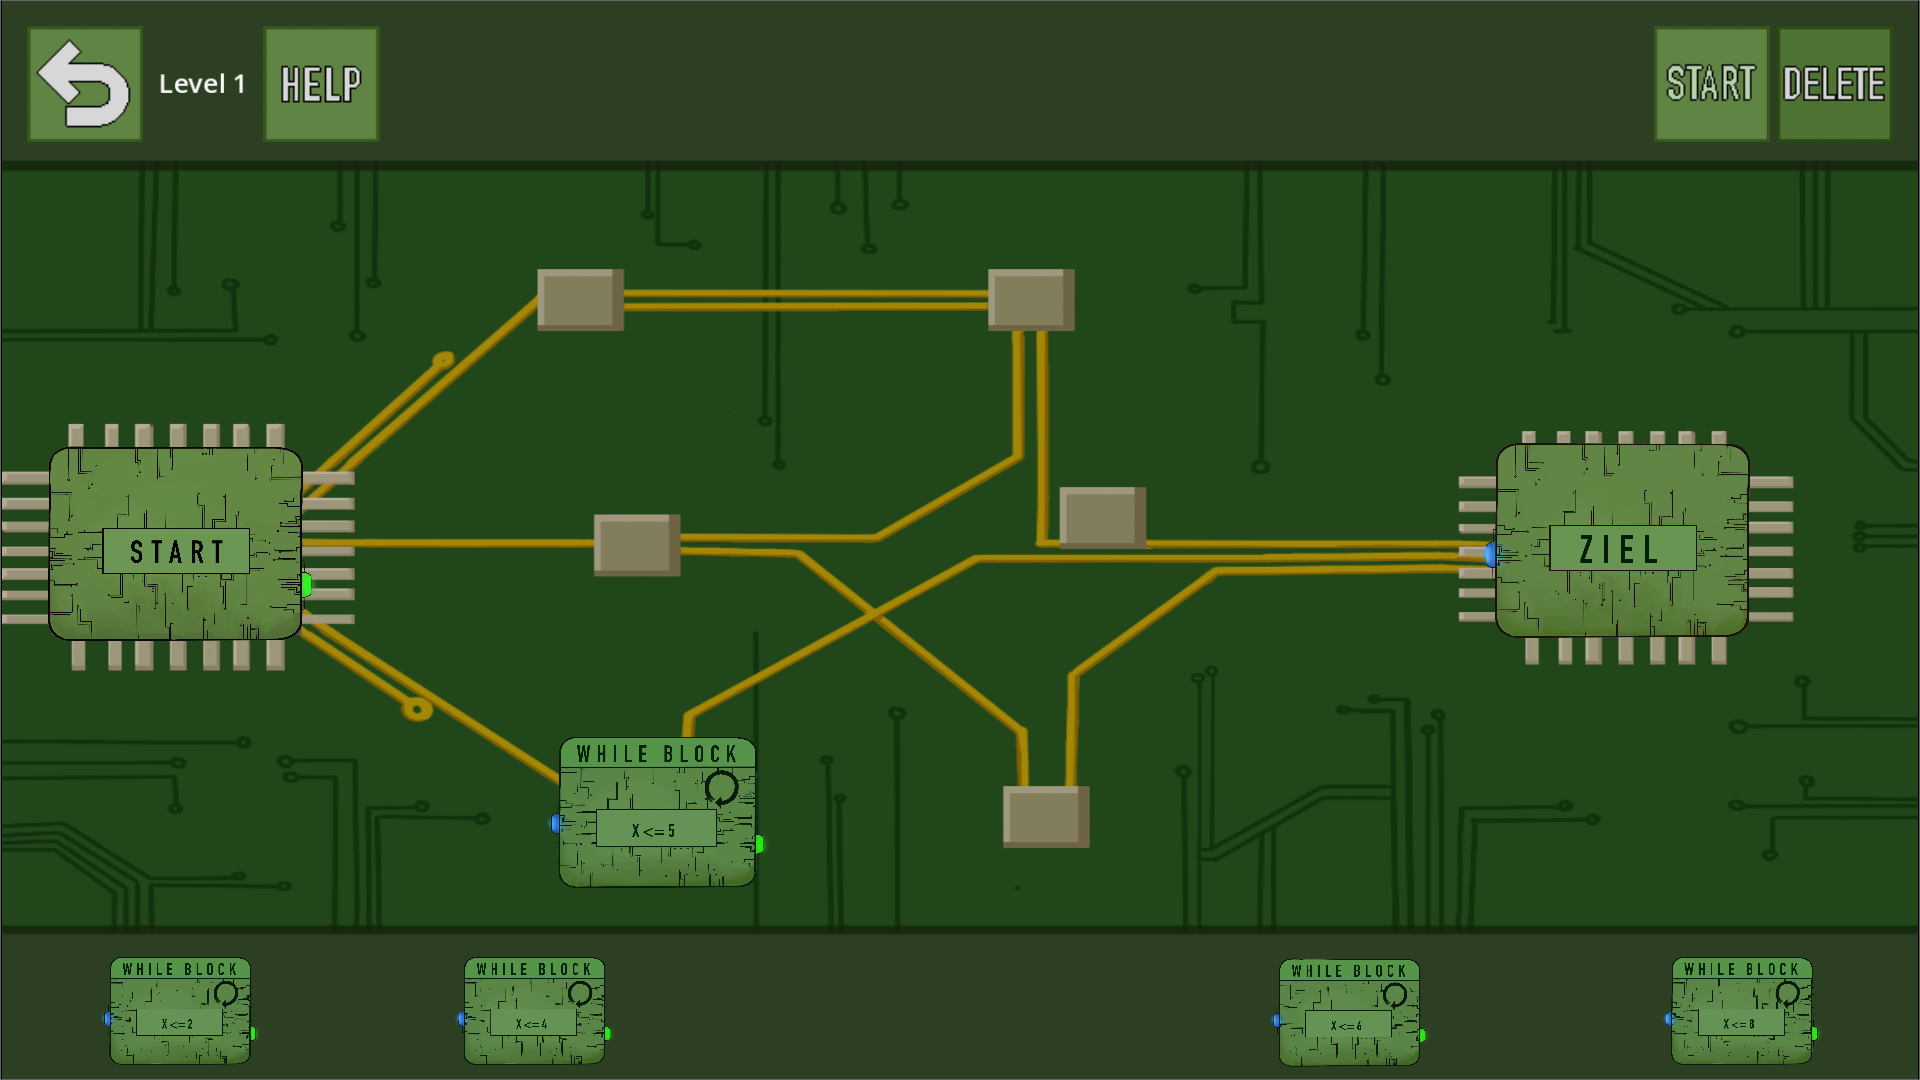 Level 1
HELP
START
DELETE
START
ZIEL
WHILE BLOCK
X<=5
WHILE BLOCK
X<=2
WHILE BLOCK
X<=4
WHILE BLOCK
X<=6
WHILE BLOCK
X<=8